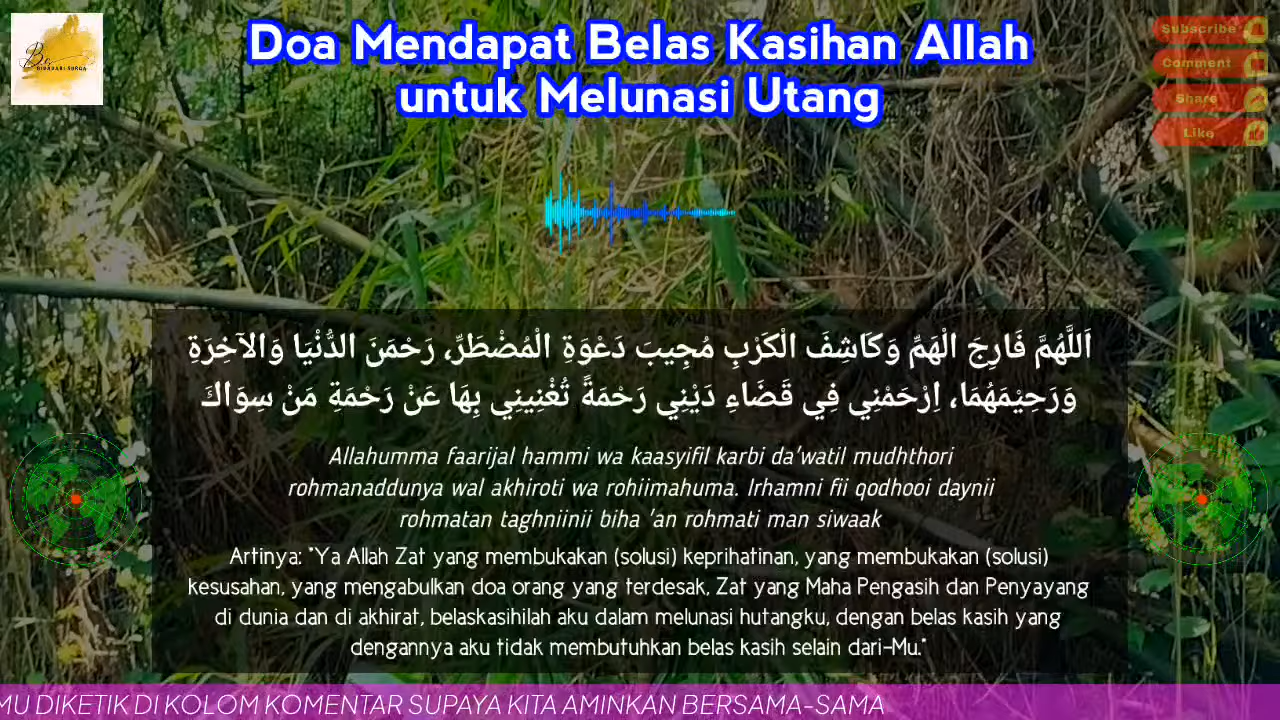 Doa Mendapat Belas Kasihan Allah
untuk Melunasi Utang
Subscribe
Comment
Share
Like
BIDADARI SURGA
اَللَّهُمَّ فَارِجَ الْهَمِّ وَكَاشِفَ الْكَرْبِ مُجِيبَ دَعْوَةِ الْمُضْطَرِّ، رَحْمَنَ الدُّنْيَا وَالآخِرَةِ
وَرَحِيْمَهُمَا، اِرْحَمْنِي فِي قَضَاءِ دَيْنِي رَحْمَةً تُغْنِينِي بِهَا عَنْ رَحْمَةِ مَنْ سِوَاكَ
Allahumma faarijal hammi wa kaasyifil karbi da'watil mudhthori
rohmanaddunya wal akhiroti wa rohiimahuma. Irhamni fii qodhooi daynii
rohmatan taghniinii biha 'an rohmati man siwaak
Artinya: "Ya Allah Zat yang membukakan (solusi) keprihatinan, yang membukakan (solusi)
kesusahan, yang mengabulkan doa orang yang terdesak, Zat yang Maha Pengasih dan Penyayang
di dunia dan di akhirat, belaskasihilah aku dalam melunasi hutangku, dengan belas kasih yang
dengannya aku tidak membutuhkan belas kasih selain dari-Mu."
MU DIKETIK DI KOLOM KOMENTAR SUPAYA KITA AMINKAN BERSAMA-SAMA